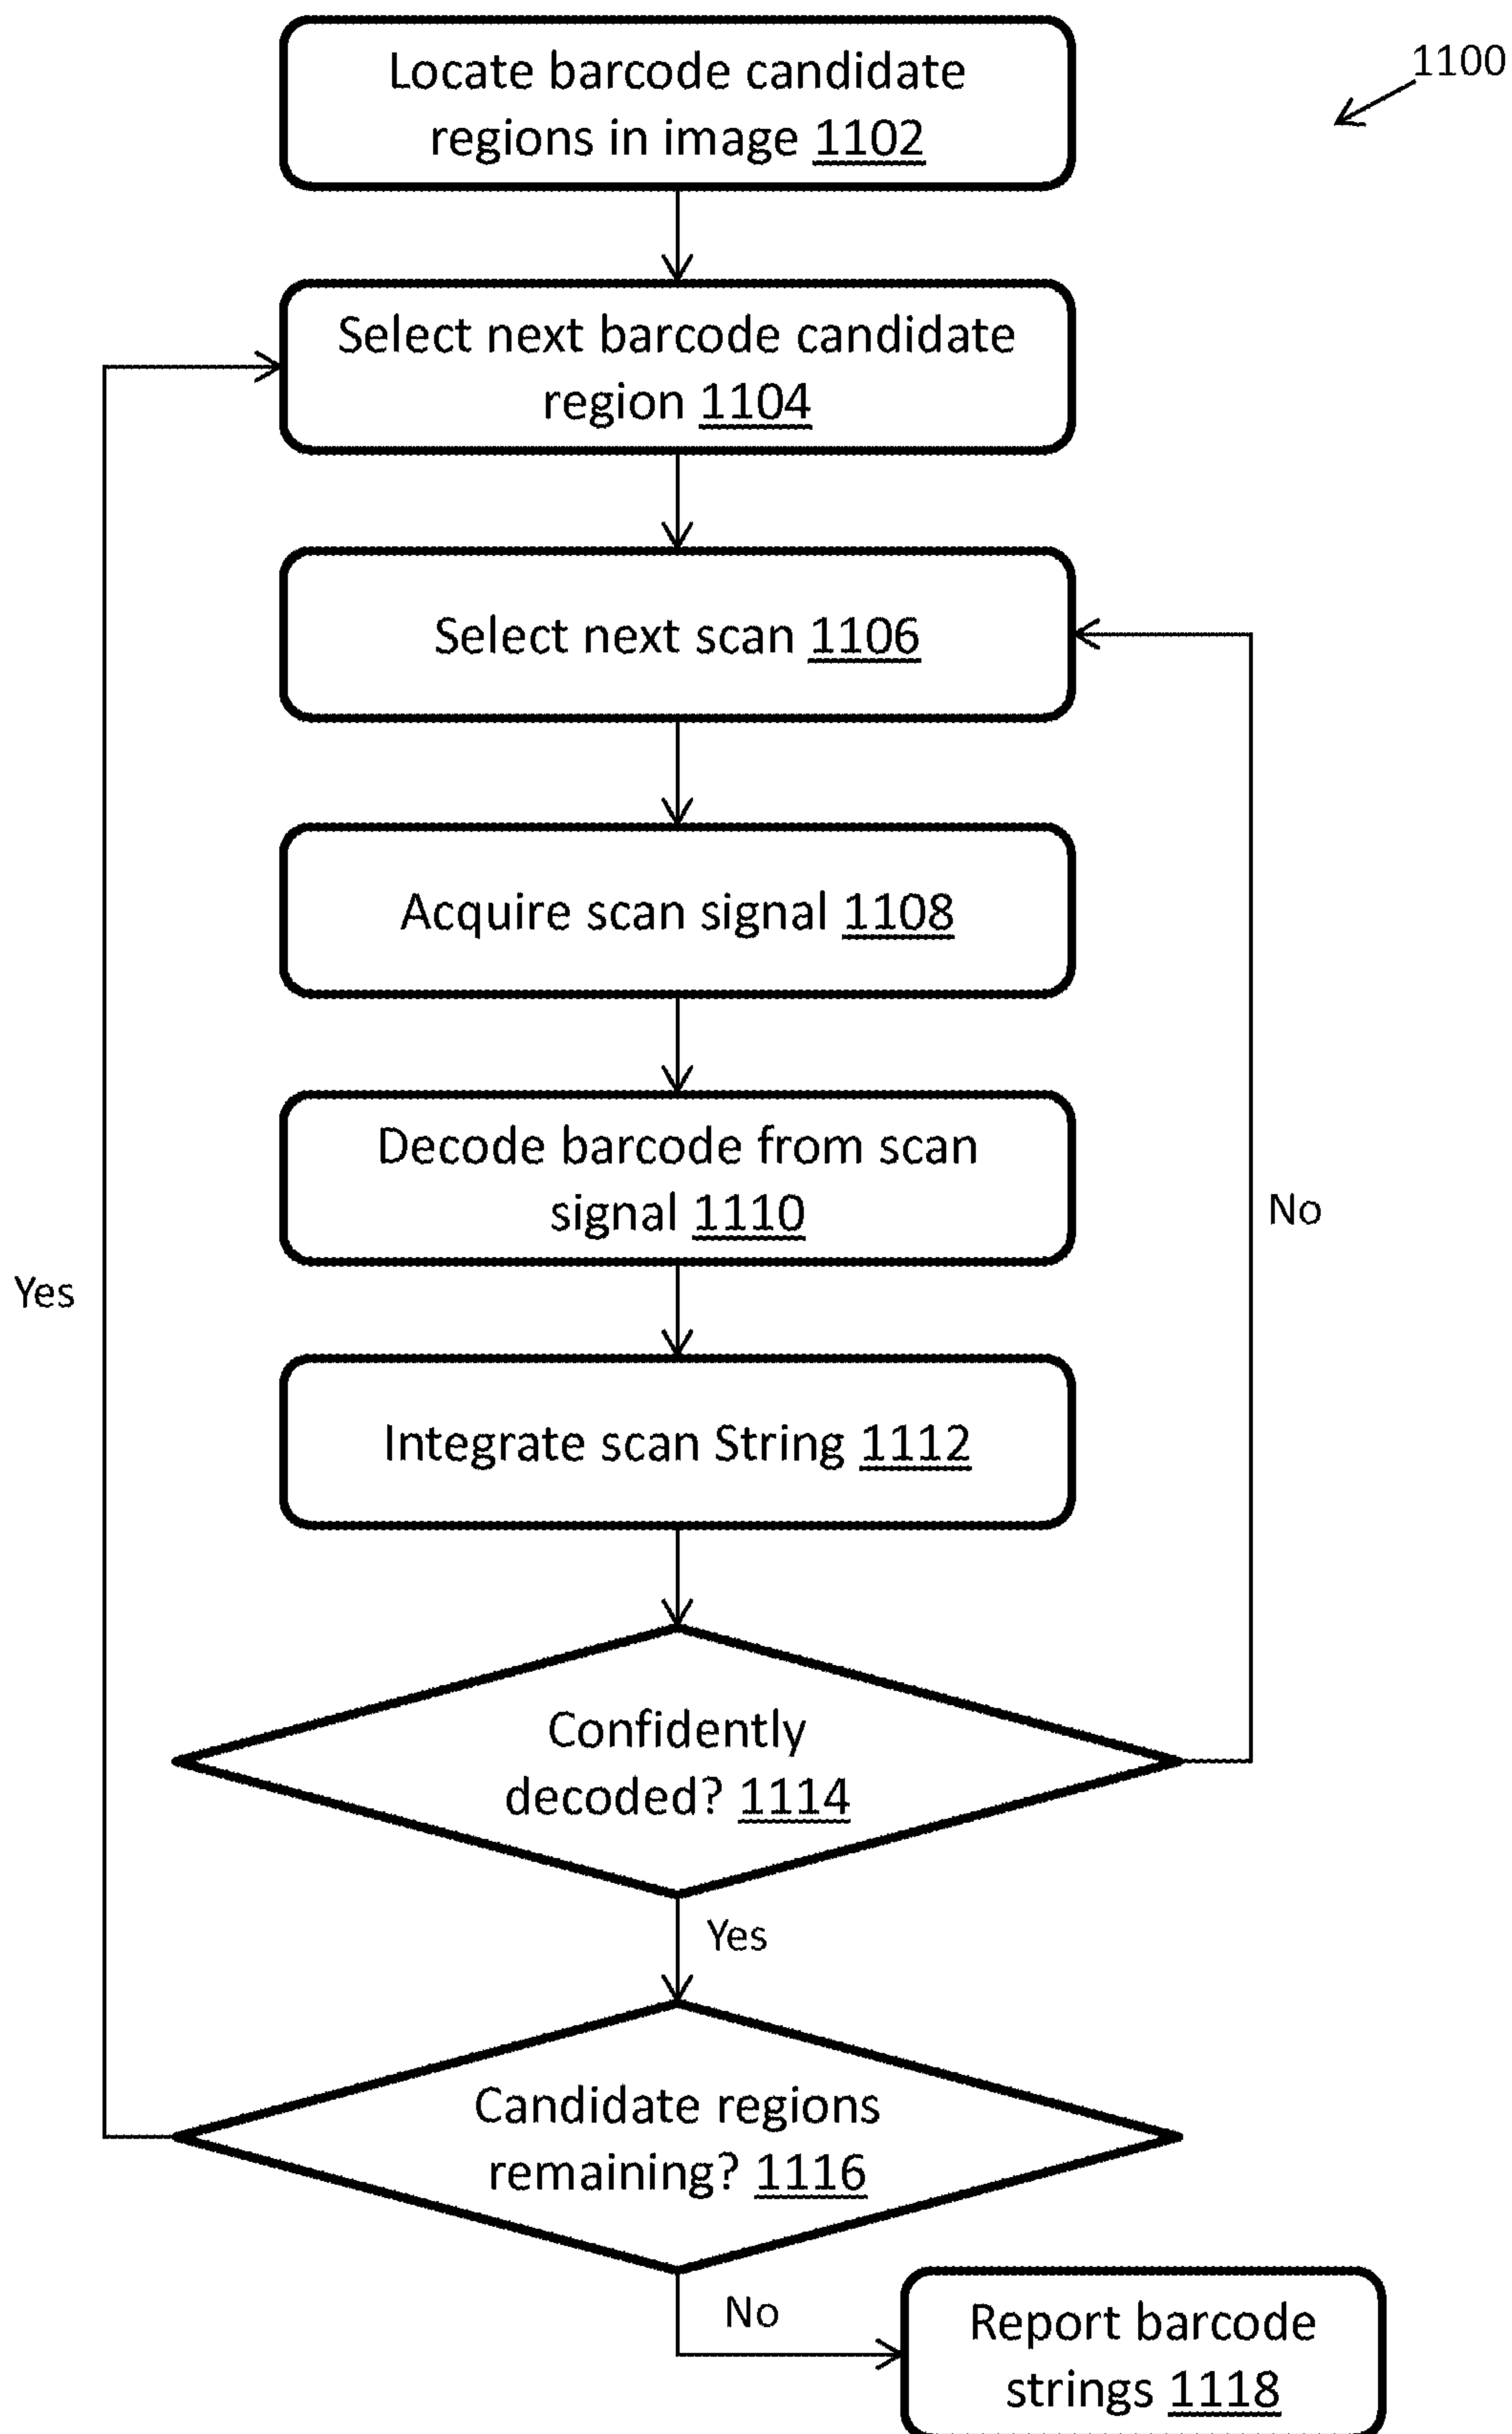 1100
Locate barcode candidate
regions in image 1102
Select next barcode candidate
region 1104
Select next scan 1106
Acquire scan signal 1108
Decode barcode from scan
signal 1110
No
Yes
Integrate scan String 1112
Confidently
decoded? 1114
Yes
Candidate regions
remaining? 1116
No
Report barcode
strings 1118